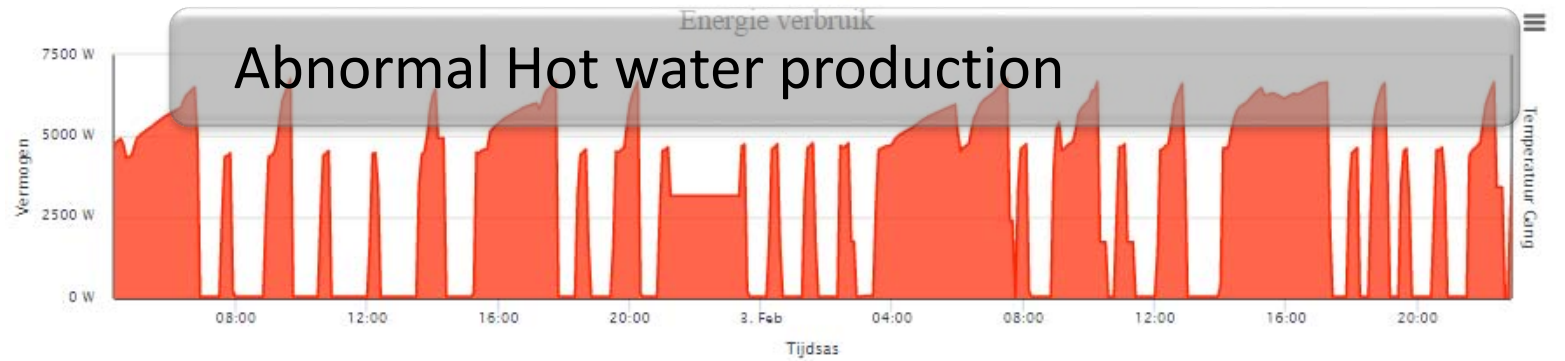 Energie verbruik
Abnormal Hot water production
7500 W
5000 W
2500 W
0 W
Vermogen
Temperatuur Gang
08:00
12:00
16:00
20:00
3. Feb
04:00
08:00
12:00
16:00
20:00
Tijdsas